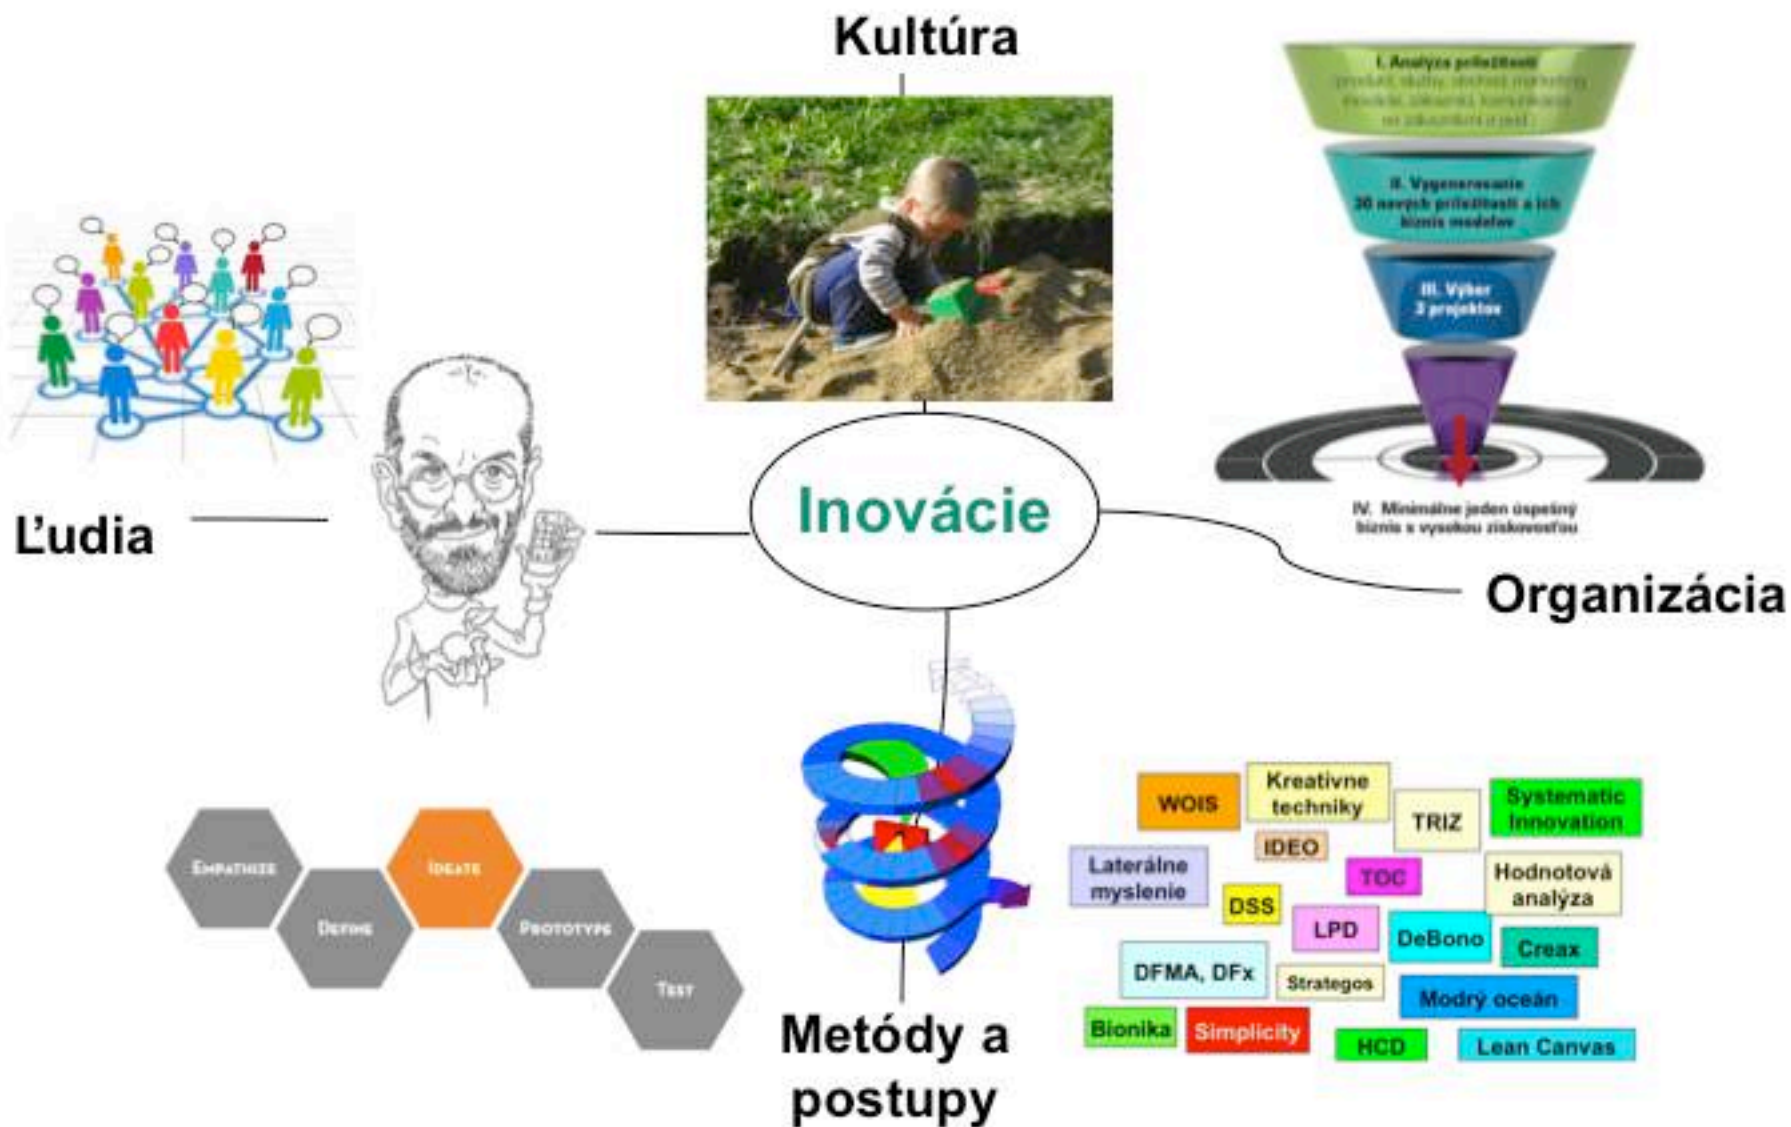 Kultúra
I. Analýza príležitostí
II. Vygenerovanie
30 nových príležitostí a ich
biznis modelov
III. Výber
3 projektov
IV. Minimálne jeden úspešný
biznis s vysokou ziskovosťou
Ľudia
Inovácie
Organizácia
EMPATHIZE
DEFINE
IDEATE
PROTOTYPE
TEST
Metódy a
postupy
WOIS
Kreatívne
techniky
TRIZ
Systematic
Innovation
IDEO
Laterálne
myslenie
TOC
Hodnotová
analýza
DSS
LPD
DeBono
Creax
DFMA, DFx
Strategos
Modrý oceán
Bionika
Simplicity
HCD
Lean Canvas